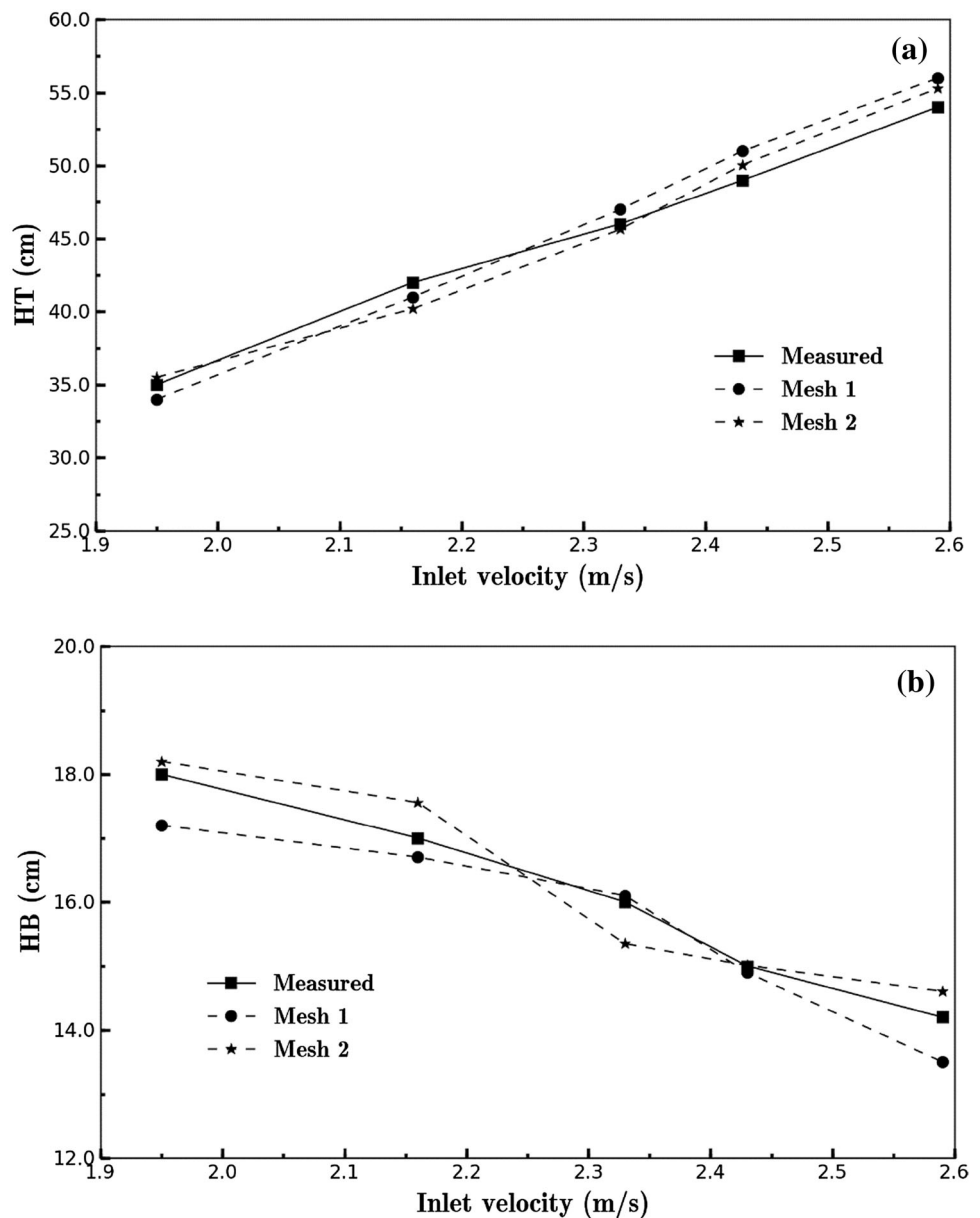 (a)
60.0
55.0
50.0
45.0
40.0
35.0
30.0
25.0
HT (cm)
Measured
Mesh 1
Mesh 2
1.9 2.0 2.1 2.2 2.3 2.4 2.5 2.6
Inlet velocity (m/s)
(b)
20.0
18.0
16.0
14.0
12.0
HB (cm)
Measured
Mesh 1
Mesh 2
1.9 2.0 2.1 2.2 2.3 2.4 2.5 2.6
Inlet velocity (m/s)